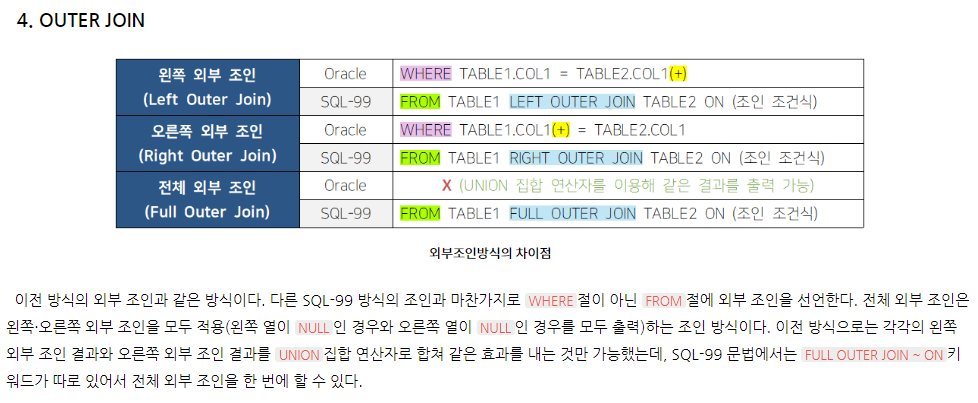 4. OUTER JOIN
왼쪽 외부 조인
(Left Outer Join)
Oracle
WHERE TABLE1.COL1 = TABLE2.COL1(+)
SQL-99
FROM TABLE1 LEFT OUTER JOIN TABLE2 ON (조인 조건식)
오른쪽 외부 조인
(Right Outer Join)
Oracle
WHERE TABLE1.COL1(+) = TABLE2.COL1
SQL-99
FROM TABLE1 RIGHT OUTER JOIN TABLE2 ON (조인 조건식)
전체 외부 조인
(Full Outer Join)
Oracle
X (UNION 집합 연산자를 이용해 같은 결과를 출력 가능)
SQL-99
FROM TABLE1 FULL OUTER JOIN TABLE2 ON (조인 조건식)
외부조인방식의 차이점
이전 방식의 외부 조인과 같은 방식이다. 다른 SQL-99 방식의 조인과 마찬가지로 WHERE 절이 아닌 FROM 절에 외부 조인을 선언한다. 전체 외부 조인은
왼쪽·오른쪽 외부 조인을 모두 적용(왼쪽 열이 NULL 인 경우와 오른쪽 열이 NULL 인 경우를 모두 출력)하는 조인 방식이다. 이전 방식으로는 각각의 왼쪽
외부 조인 결과와 오른쪽 외부 조인 결과를 UNION 집합 연산자로 합쳐 같은 효과를 내는 것만 가능했는데, SQL-99 문법에서는 FULL OUTER JOIN ~ ON 키
워드가 따로 있어서 전체 외부 조인을 한 번에 할 수 있다.